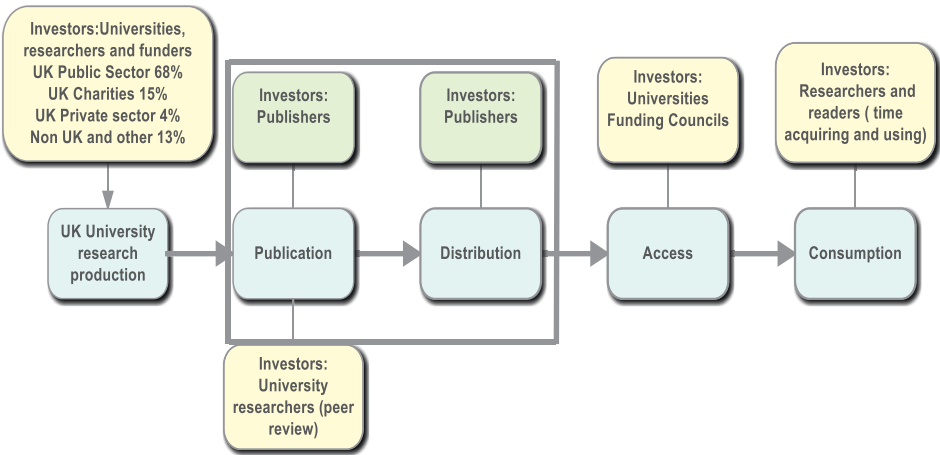 Investors:Universities,
researchers and funders
UK Public Sector 68%
UK Charities 15%
UK Private sector 4%
Non UK and other 13%
Investors:
Publishers
Investors:
Publishers
Investors:
Universities
Funding Councils
Investors:
Researchers and
readers ( time
acquiring and using)
UK University
research
production
Publication
Distribution
Access
Consumption
Investors:
University
researchers (peer
review)